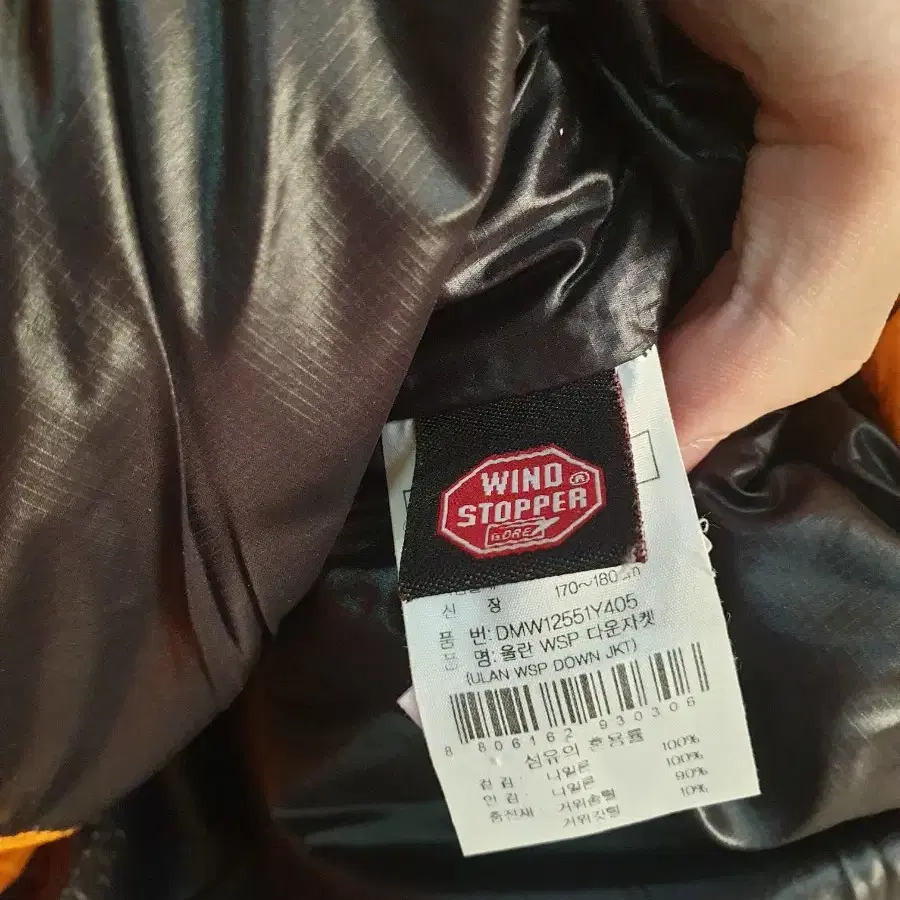 WIND
STOPPER®
GORE
신 장 170~180cm
품 번: DMW12551Y405
품 명: 울란 WSP 다운자켓
(ULAN WSP DOWN JKT)
8 806162 930306
섬유의 혼용률
겉 감 : 나일론 100%
안 감 : 나일론 100%
충전재 : 거위솜털 90%
거위깃털 10%